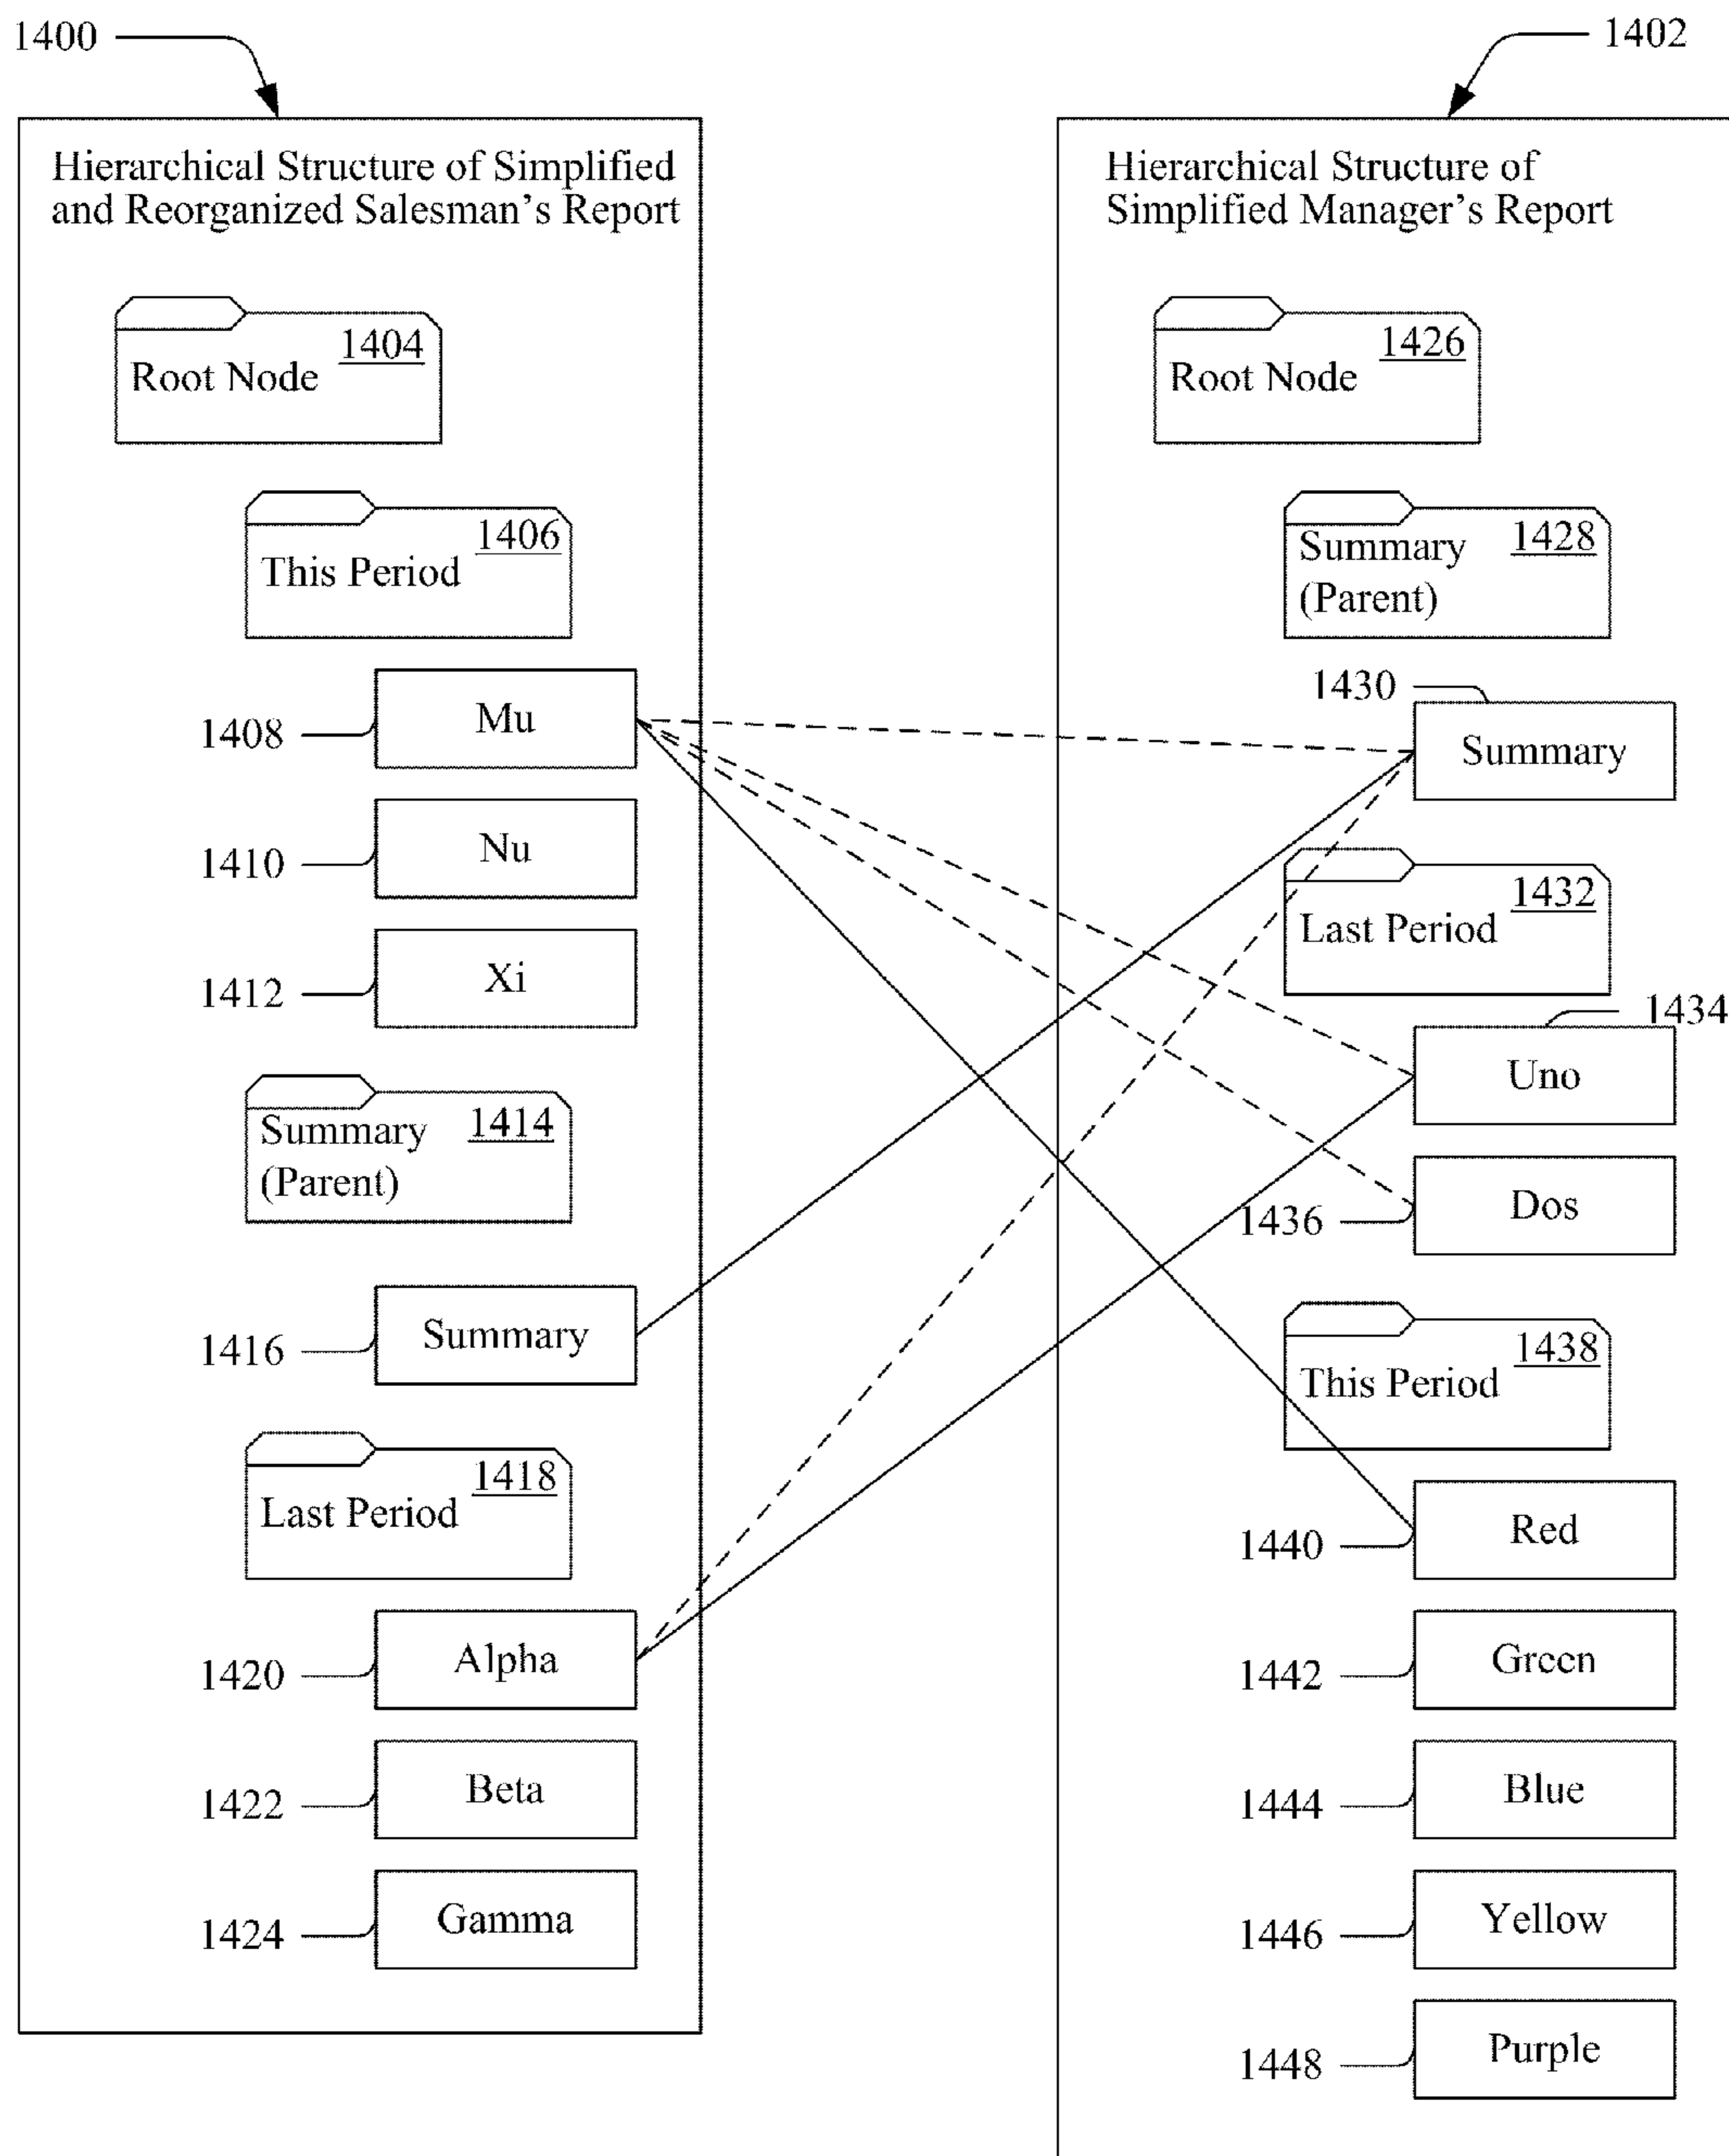 1400
1402
Hierarchical Structure of Simplified
and Reorganized Salesman's Report
Root Node 1404
This Period 1406
1408 Mu
1410 Nu
1412 Xi
Summary 1414
(Parent)
1416 Summary
Last Period 1418
1420 Alpha
1422 Beta
1424 Gamma
Hierarchical Structure of
Simplified Manager's Report
Root Node 1426
Summary 1428
(Parent)
1430
Summary
Last Period 1432
1434
Uno
1436 Dos
This Period 1438
1440 Red
1442 Green
1444 Blue
1446 Yellow
1448 Purple